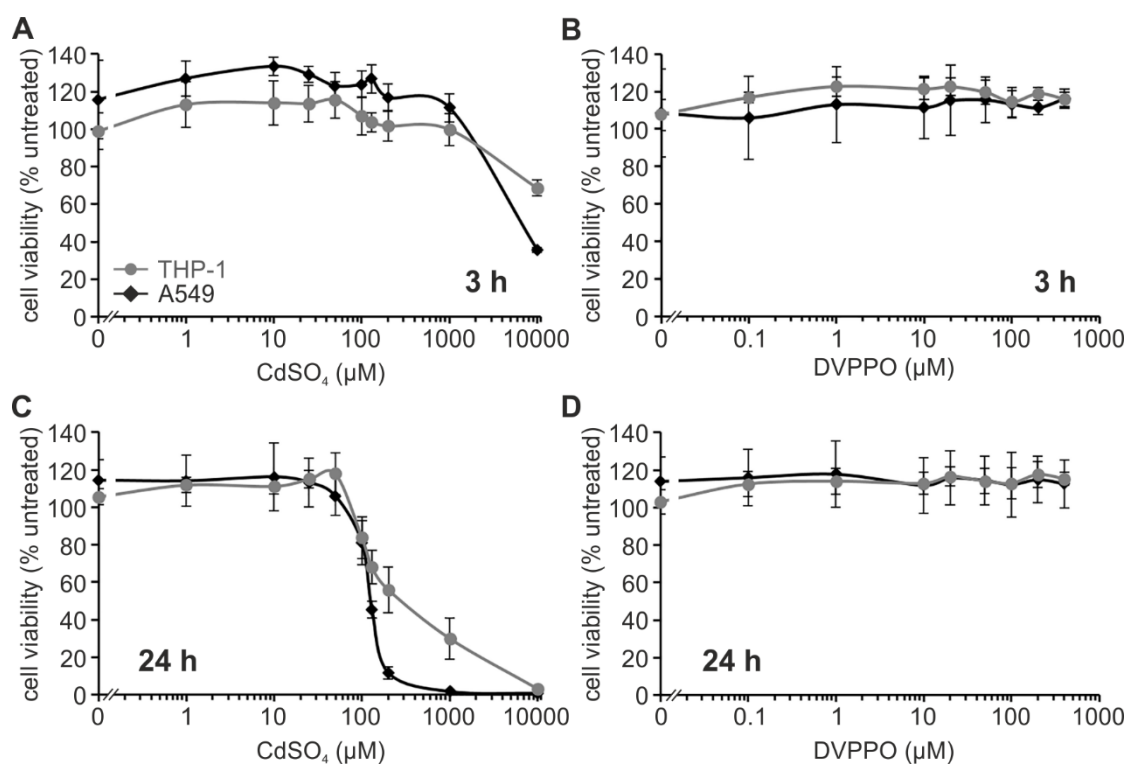 A
cell viability (% untreated)
140
120
100
80
60
40
20
0
THP-1
A549
3 h
0 1 10 100 1000 10000
CdSO₄ (µM)
B
cell viability (% untreated)
140
120
100
80
60
40
20
0
3 h
0 0.1 1 10 100 1000
DVPPO (µM)
C
cell viability (% untreated)
140
120
100
80
60
40
20
0
24 h
0 1 10 100 1000 10000
CdSO₄ (µM)
D
cell viability (% untreated)
140
120
100
80
60
40
20
0
24 h
0 0.1 1 10 100 1000
DVPPO (µM)